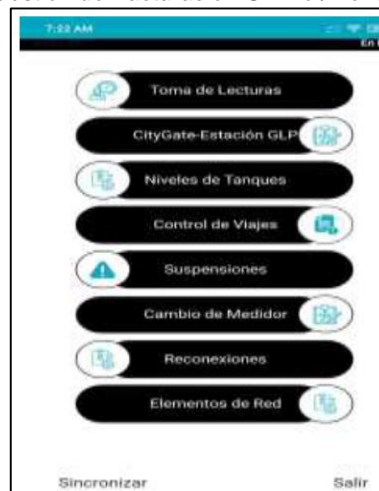 7:22 AM
Toma de Lecturas
CityGate-Estación GLP
Niveles de Tanques
Control de Viajes
Suspensiones
Cambio de Medidor
Reconexiones
Elementos de Red
Sincronizar
Salir